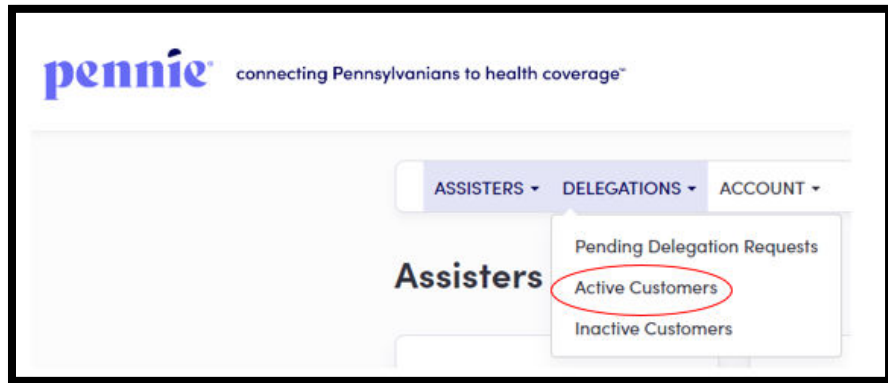 pennie® connecting Pennsylvanians to health coverage™
ASSISTERS DELEGATIONS ACCOUNT
Pending Delegation Requests
Assisters
Active Customers
Inactive Customers